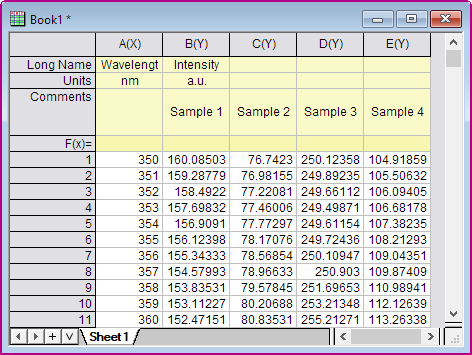 Book1 *
A(X) B(Y) C(Y) D(Y) E(Y)
Long Name Wavelengt Intensity
Units nm a.u.
Comments Sample 1 Sample 2 Sample 3 Sample 4
F(x)=
1 350 160.08503 76.7423 250.12358 104.91859
2 351 159.28779 76.98155 249.89235 105.50632
3 352 158.4922 77.22081 249.66112 106.09405
4 353 157.69832 77.46006 249.49871 106.68178
5 354 156.9091 77.77297 249.61154 107.38235
6 355 156.12398 78.17076 249.72436 108.21293
7 356 155.34333 78.56854 250.10947 109.04351
8 357 154.57993 78.96633 250.903 109.87409
9 358 153.83531 79.57845 251.69653 110.98941
10 359 153.11227 80.20688 253.21348 112.12639
11 360 152.47151 80.83531 255.21271 113.26338
Sheet1